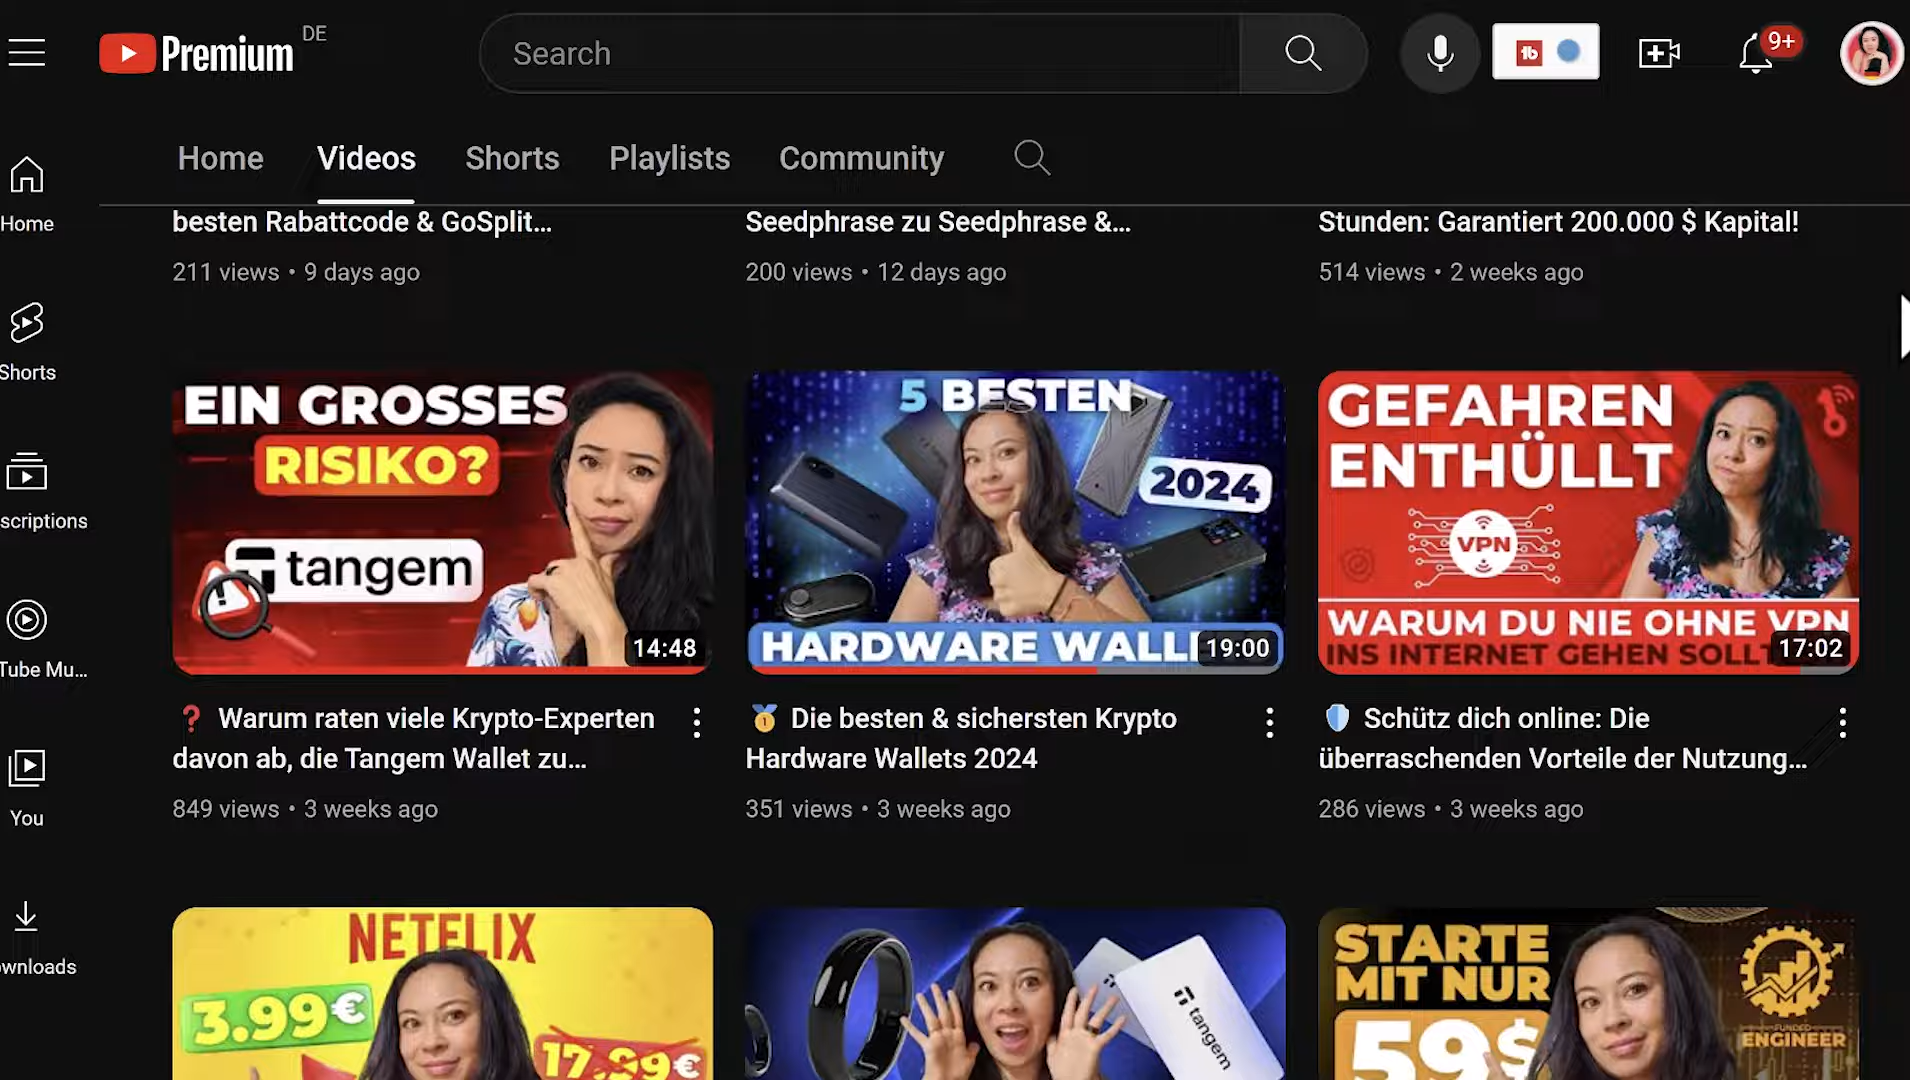 Premium DE
Search
9+
Home Videos Shorts Playlists Community
Home
Shorts
scriptions
Tube Mu...
You
wnloads
besten Rabattcode & GoSplit...
211 views • 9 days ago
Seedphrase zu Seedphrase &...
200 views • 12 days ago
Stunden: Garantiert 200.000 $ Kapital!
514 views • 2 weeks ago
EIN GROSSES
RISIKO?
tangem
14:48
❓ Warum raten viele Krypto-Experten
davon ab, die Tangem Wallet zu...
849 views • 3 weeks ago
5 BESTEN
2024
HARDWARE WALL
19:00
🥇 Die besten & sichersten Krypto
Hardware Wallets 2024
351 views • 3 weeks ago
GEFAHREN
ENTHÜLLT
VPN
WARUM DU NIE OHNE VPN
INS INTERNET GEHEN SOLLT
17:02
🛡️ Schütz dich online: Die
überraschenden Vorteile der Nutzung...
286 views • 3 weeks ago
NETFLIX
3.99€
17.99€
tangem
STARTE
MIT NUR
59$
FUNDED
ENGINEER